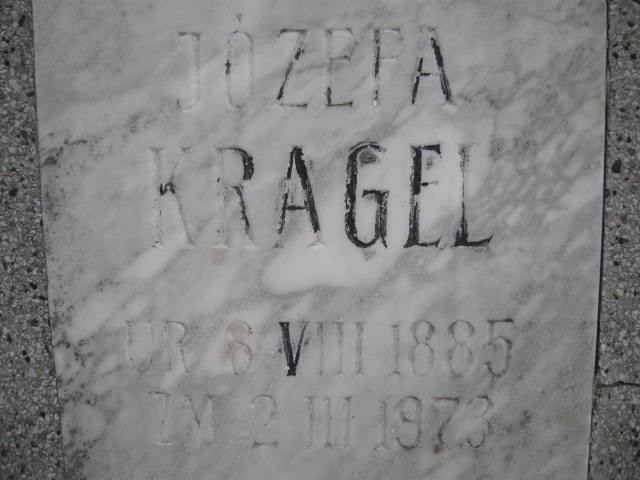 JÓZEFA
KRAGEL
UR 8 VIII 1885
ZM 2 III 1973